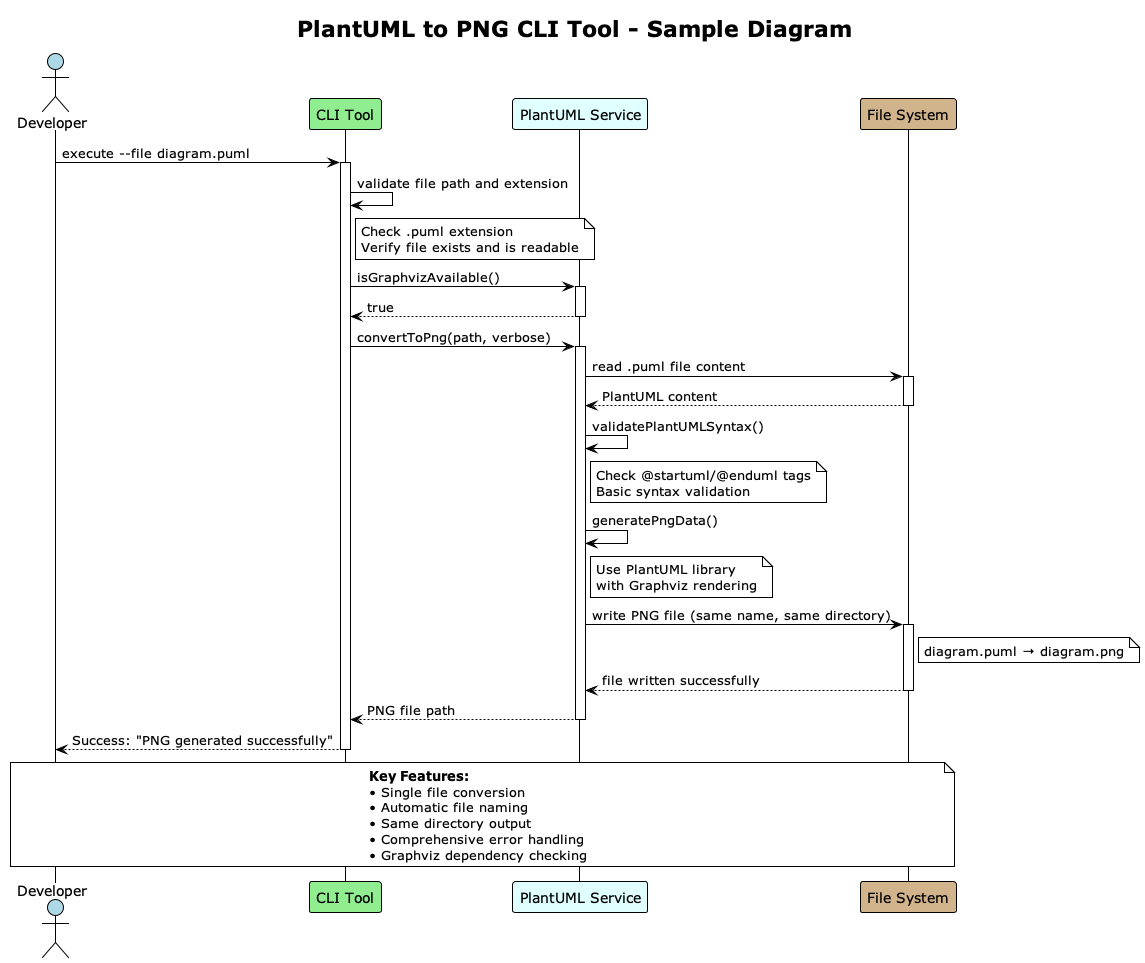 PlantUML to PNG CLI Tool - Sample Diagram
Developer
CLI Tool
PlantUML Service
File System
execute --file diagram.puml
validate file path and extension
Check .puml extension
Verify file exists and is readable
isGraphvizAvailable()
true
convertToPng(path, verbose)
read .puml file content
PlantUML content
validatePlantUMLSyntax()
Check @startuml/@enduml tags
Basic syntax validation
generatePngData()
Use PlantUML library
with Graphviz rendering
write PNG file (same name, same directory)
diagram.puml → diagram.png
file written successfully
PNG file path
Success: "PNG generated successfully"
Key Features:
• Single file conversion
• Automatic file naming
• Same directory output
• Comprehensive error handling
• Graphviz dependency checking
Developer
CLI Tool
PlantUML Service
File System